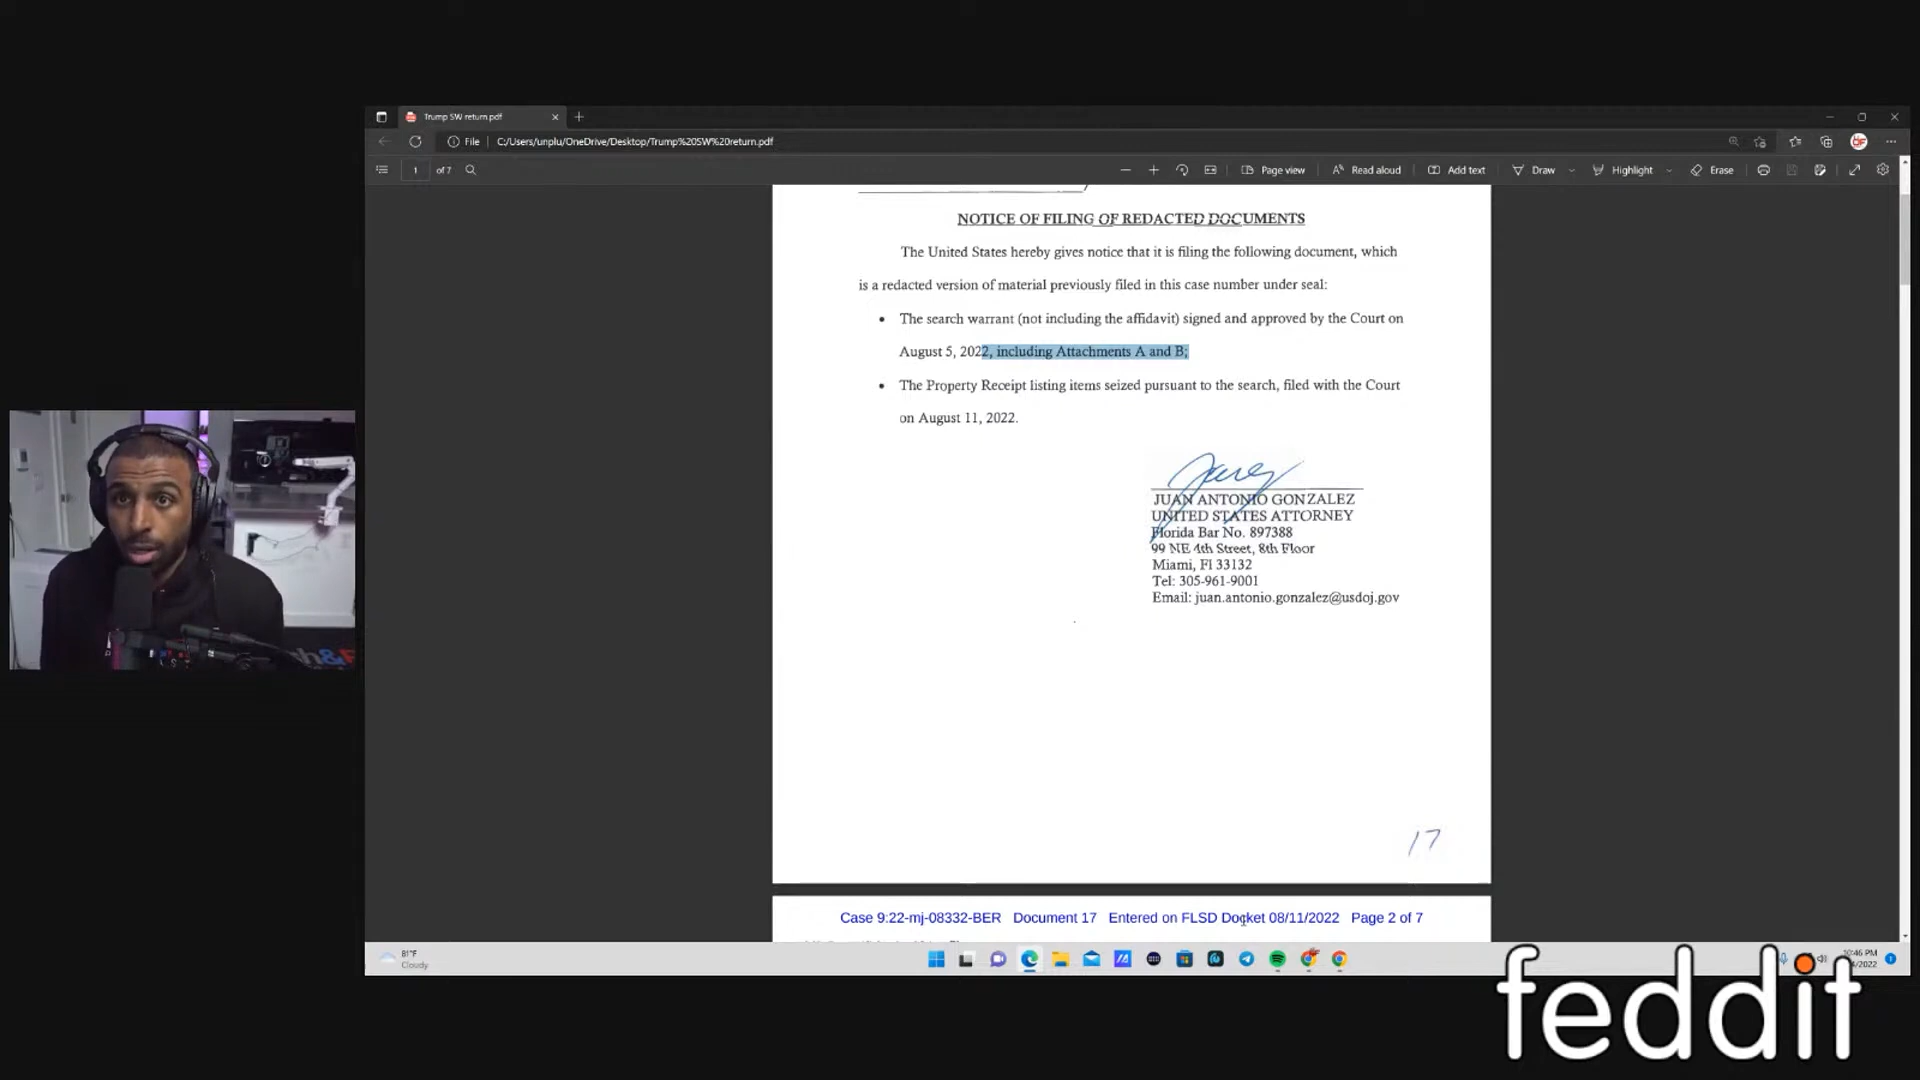 Trump SW return.pdf
File C:/Users/unplu/OneDrive/Desktop/Trump%20SW%20return.pdf
1 of 7 Page view Read aloud Add text Draw Highlight Erase
NOTICE OF FILING OF REDACTED DOCUMENTS
The United States hereby gives notice that it is filing the following document, which
is a redacted version of material previously filed in this case number under seal:
• The search warrant (not including the affidavit) signed and approved by the Court on
August 5, 2022, including Attachments A and B;
• The Property Receipt listing items seized pursuant to the search, filed with the Court
on August 11, 2022.
JUAN ANTONIO GONZALEZ
UNITED STATES ATTORNEY
Florida Bar No. 897388
99 NE 4th Street, 8th Floor
Miami, Fl 33132
Tel: 305-961-9001
Email: juan.antonio.gonzalez@usdoj.gov
17
Case 9:22-mj-08332-BER Document 17 Entered on FLSD Docket 08/11/2022 Page 2 of 7
81°F
Cloudy
:46 PM
/2022
feddit